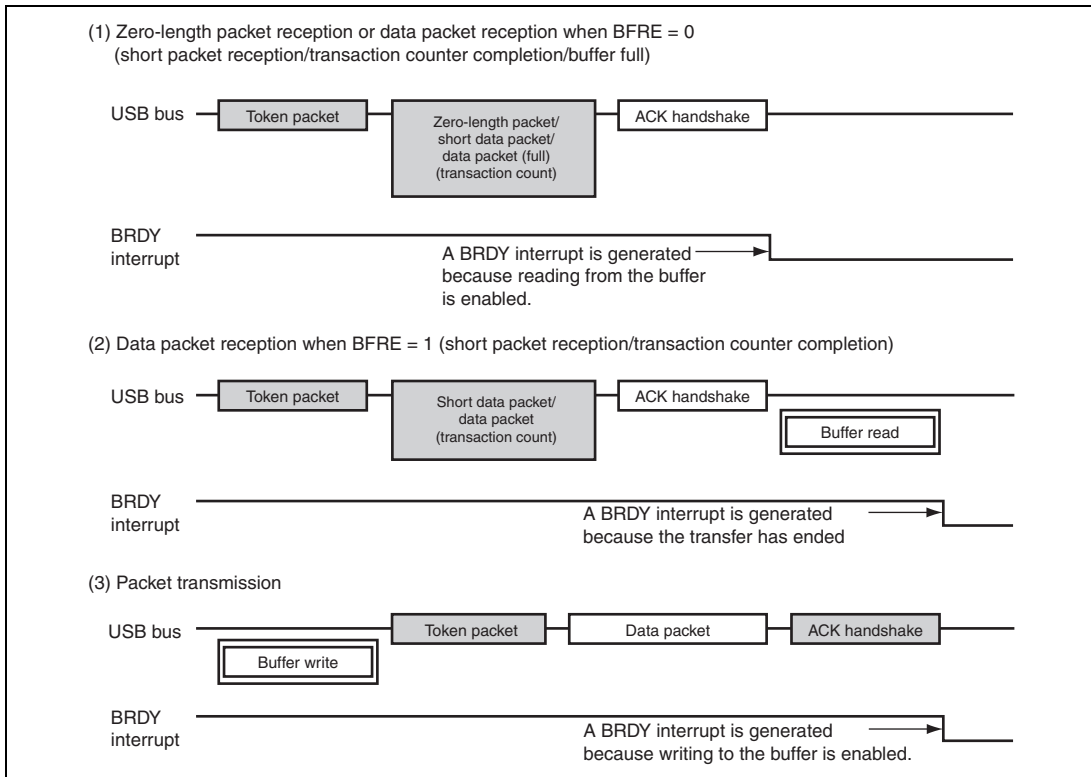 (1) Zero-length packet reception or data packet reception when BFRE = 0
(short packet reception/transaction counter completion/buffer full)
USB bus
Token packet
Zero-length packet/
short data packet/
data packet (full)
(transaction count)
ACK handshake
BRDY
interrupt
A BRDY interrupt is generated
because reading from the buffer
is enabled.
(2) Data packet reception when BFRE = 1 (short packet reception/transaction counter completion)
USB bus
Token packet
Short data packet/
data packet
(transaction count)
ACK handshake
Buffer read
BRDY
interrupt
A BRDY interrupt is generated
because the transfer has ended
(3) Packet transmission
USB bus
Token packet
Data packet
ACK handshake
Buffer write
BRDY
interrupt
A BRDY interrupt is generated
because writing to the buffer is enabled.